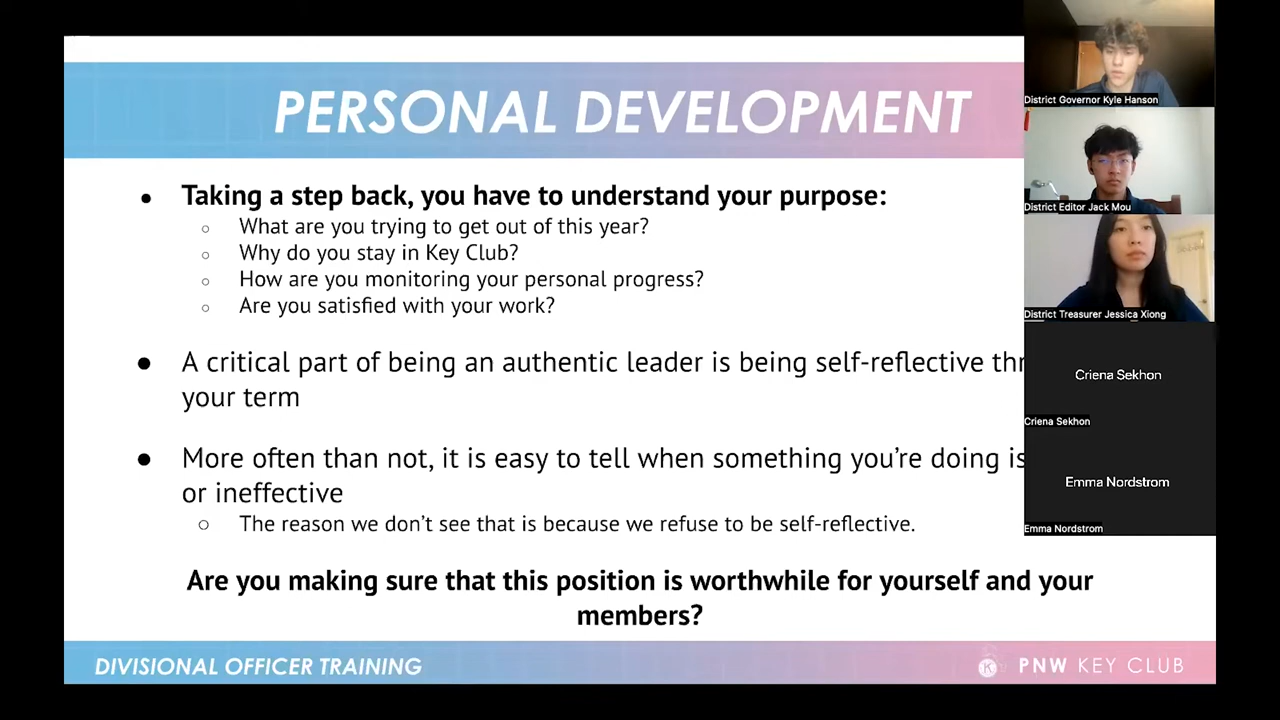 PERSONAL DEVELOPMENT
● Taking a step back, you have to understand your purpose:
○ What are you trying to get out of this year?
○ Why do you stay in Key Club?
○ How are you monitoring your personal progress?
○ Are you satisfied with your work?
● A critical part of being an authentic leader is being self-reflective
your term
● More often than not, it is easy to tell when something you’re doing is
or ineffective
○ The reason we don’t see that is because we refuse to be self-reflective.
Are you making sure that this position is worthwhile for yourself and your
members?
DIVISIONAL OFFICER TRAINING
K
PNW KEY CLUB
District Governor Kyle Hanson
District Editor Jack Mou
District Treasurer Jessica Xiong
Criena Sekhon
Criena Sekhon
Emma Nordstrom
Emma Nordstrom